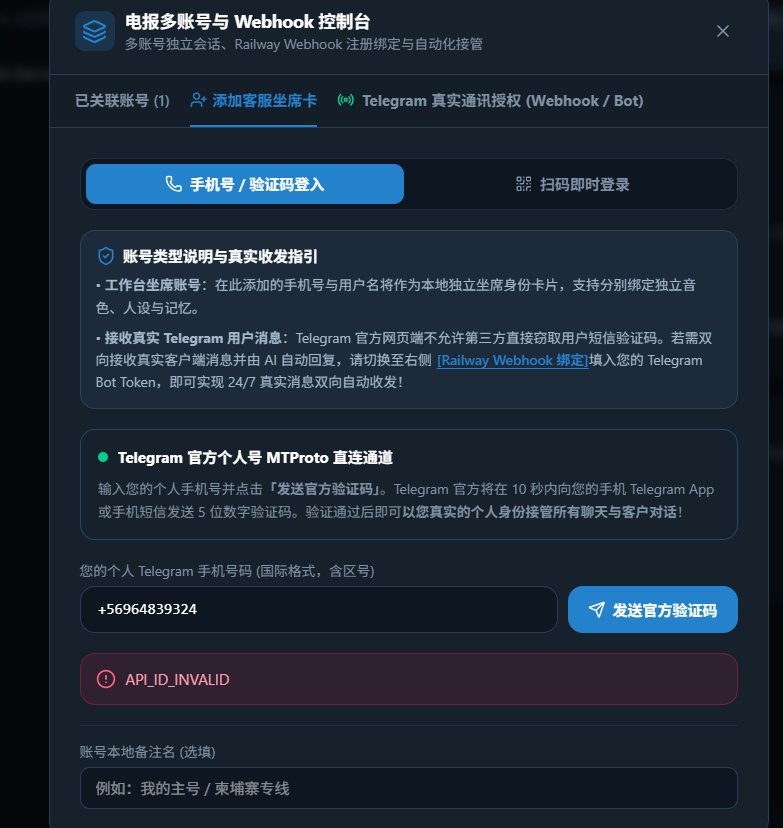 电报多账号与 Webhook 控制台
多账号独立会话、Railway Webhook 注册绑定与自动化接管
已关联账号 (1) 添加客服坐席卡 Telegram 真实通讯授权 (Webhook / Bot)
手机号 / 验证码登入 扫码即时登录
账号类型说明与真实收发指引
• 工作台坐席账号：在此添加的手机号与用户名将作为本地独立坐席身份卡片，支持分别绑定独立音
色、人设与记忆。
• 接收真实 Telegram 用户消息：Telegram 官方网页端不允许第三方直接窃取用户短信验证码。若需双
向接收真实客户端消息并由 AI 自动回复，请切换至右侧 [Railway Webhook 绑定]填入您的 Telegram
Bot Token，即可实现 24/7 真实消息双向自动收发！
Telegram 官方个人号 MTProto 直连通道
输入您的个人手机号并点击「发送官方验证码」。Telegram 官方将在 10 秒内向您的手机 Telegram App
或手机短信发送 5 位数字验证码。验证通过后即可以您真实的个人身份接管所有聊天与客户对话！
您的个人 Telegram 手机号码 (国际格式，含区号)
+56964839324 发送官方验证码
API_ID_INVALID
账号本地备注名 (选填)
例如：我的主号 / 柬埔寨专线